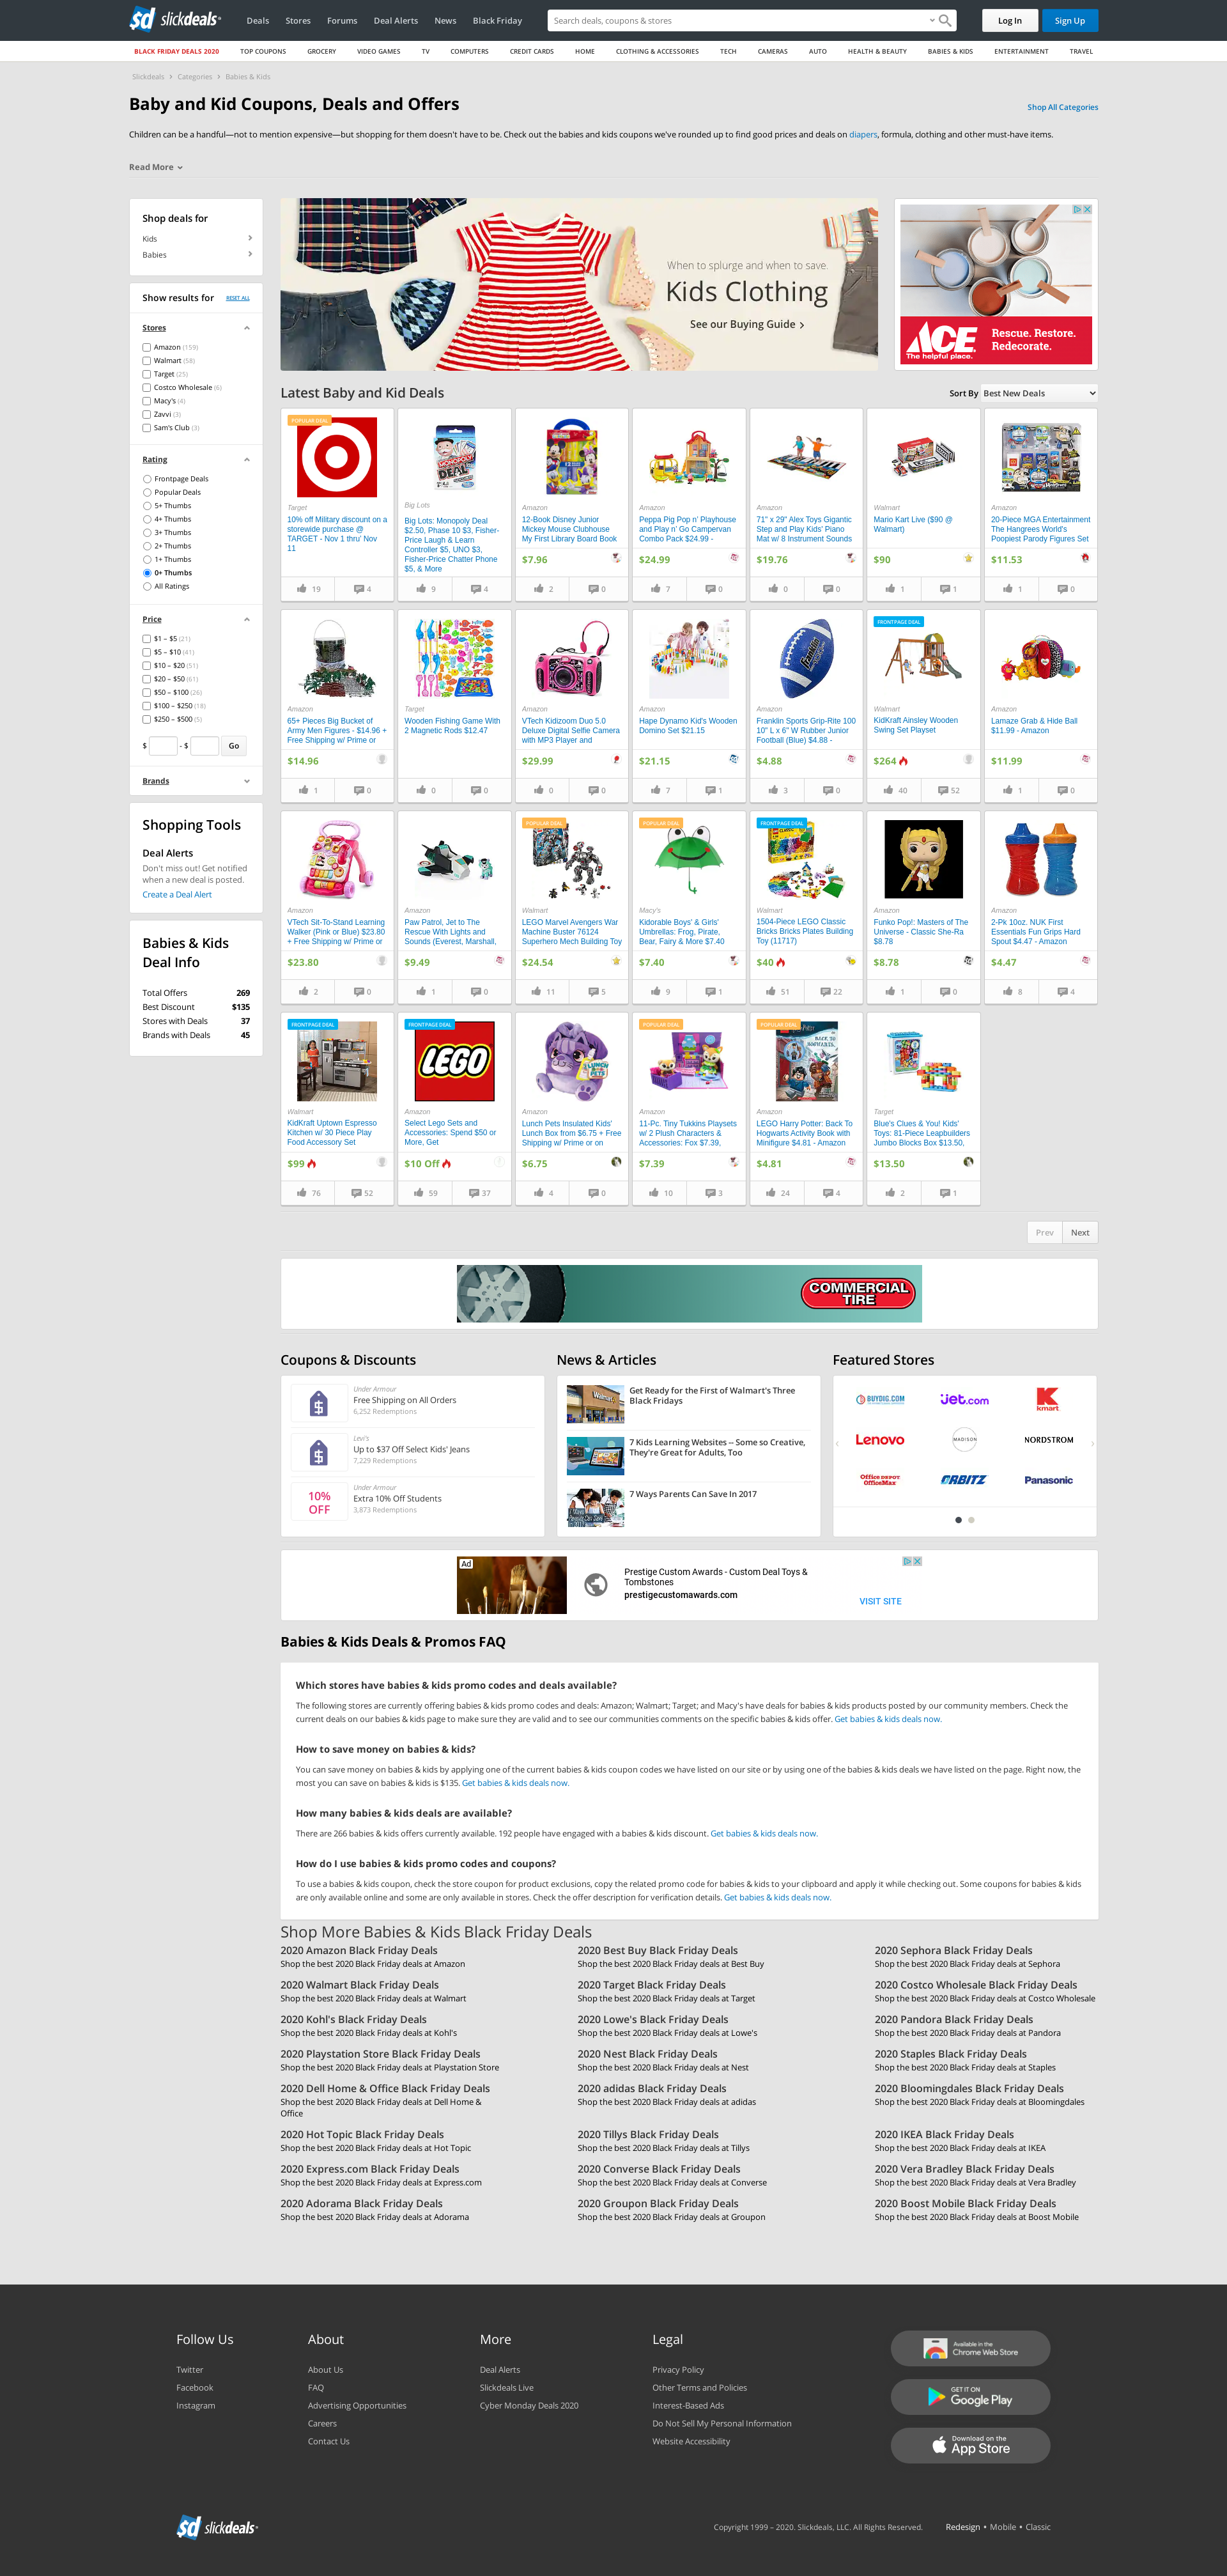 slickdeals
Deals Stores Forums Deal Alerts News Black Friday
Search deals, coupons & stores
Log In
Sign Up
BLACK FRIDAY DEALS 2020 TOP COUPONS GROCERY VIDEO GAMES TV COMPUTERS CREDIT CARDS HOME CLOTHING & ACCESSORIES TECH CAMERAS AUTO HEALTH & BEAUTY BABIES & KIDS ENTERTAINMENT TRAVEL
Slickdeals › Categories › Babies & Kids
Baby and Kid Coupons, Deals and Offers
Shop All Categories
Children can be a handful—not to mention expensive—but shopping for them doesn't have to be. Check out the babies and kids coupons we've rounded up to find good prices and deals on diapers, formula, clothing and other must-have items.
Read More
Shop deals for
Kids
Babies
Show results for RESET ALL
Stores
Amazon (159)
Walmart (58)
Target (25)
Costco Wholesale (6)
Macy's (4)
Zavvi (3)
Sam's Club (3)
Rating
Frontpage Deals
Popular Deals
5+ Thumbs
4+ Thumbs
3+ Thumbs
2+ Thumbs
1+ Thumbs
0+ Thumbs
All Ratings
Price
$1 – $5 (21)
$5 – $10 (41)
$10 – $20 (51)
$20 – $50 (61)
$50 – $100 (26)
$100 – $250 (18)
$250 – $500 (5)
$ - $ Go
Brands
Shopping Tools
Deal Alerts
Don't miss out! Get notified
when a new deal is posted.
Create a Deal Alert
Babies & Kids
Deal Info
Total Offers 269
Best Discount $135
Stores with Deals 37
Brands with Deals 45
When to splurge and when to save.
Kids Clothing
See our Buying Guide
ACE
The helpful place.
Rescue. Restore.
Redecorate.
Latest Baby and Kid Deals
Sort By Best New Deals
POPULAR DEAL
Target
10% off Military discount on a
storewide purchase @
TARGET - Nov 1 thru' Nov
11
19 4
MONOPOLY
DEAL
Big Lots
Big Lots: Monopoly Deal
$2.50, Phase 10 $3, Fisher-
Price Laugh & Learn
Controller $5, UNO $3,
Fisher-Price Chatter Phone
$5, & More
9 4
Amazon
12-Book Disney Junior
Mickey Mouse Clubhouse
My First Library Board Book
$7.96
2 0
Amazon
Peppa Pig Pop n' Playhouse
and Play n' Go Campervan
Combo Pack $24.99 -
$24.99
7 0
Amazon
71" x 29" Alex Toys Gigantic
Step and Play Kids' Piano
Mat w/ 8 Instrument Sounds
$19.76
0 0
Walmart
Mario Kart Live ($90 @
Walmart)
$90
1 1
Amazon
20-Piece MGA Entertainment
The Hangrees World's
Poopiest Parody Figures Set
$11.53
1 0
Amazon
65+ Pieces Big Bucket of
Army Men Figures - $14.96 +
Free Shipping w/ Prime or
$14.96
1 0
Target
Wooden Fishing Game With
2 Magnetic Rods $12.47
0 0
Amazon
VTech Kidizoom Duo 5.0
Deluxe Digital Selfie Camera
with MP3 Player and
$29.99
0 0
Amazon
Hape Dynamo Kid's Wooden
Domino Set $21.15
$21.15
7 1
Franklin
Amazon
Franklin Sports Grip-Rite 100
10" L x 6" W Rubber Junior
Football (Blue) $4.88 -
$4.88
3 0
FRONTPAGE DEAL
Walmart
KidKraft Ainsley Wooden
Swing Set Playset
$264
40 52
Amazon
Lamaze Grab & Hide Ball
$11.99 - Amazon
$11.99
1 0
Amazon
VTech Sit-To-Stand Learning
Walker (Pink or Blue) $23.80
+ Free Shipping w/ Prime or
$23.80
2 0
Amazon
Paw Patrol, Jet to The
Rescue With Lights and
Sounds (Everest, Marshall,
$9.49
1 0
POPULAR DEAL
Walmart
LEGO Marvel Avengers War
Machine Buster 76124
Superhero Mech Building Toy
$24.54
11 5
POPULAR DEAL
Macy's
Kidorable Boys' & Girls'
Umbrellas: Frog, Pirate,
Bear, Fairy & More $7.40
$7.40
9 1
FRONTPAGE DEAL
Walmart
1504-Piece LEGO Classic
Bricks Bricks Plates Building
Toy (11717)
$40
51 22
Amazon
Funko Pop!: Masters of The
Universe - Classic She-Ra
$8.78
$8.78
1 0
Amazon
2-Pk 10oz. NUK First
Essentials Fun Grips Hard
Spout $4.47 - Amazon
$4.47
8 4
FRONTPAGE DEAL
Walmart
KidKraft Uptown Espresso
Kitchen w/ 30 Piece Play
Food Accessory Set
$99
76 52
FRONTPAGE DEAL
LEGO
Amazon
Select Lego Sets and
Accessories: Spend $50 or
More, Get
$10 Off
59 37
LUNCH
PETS
Amazon
Lunch Pets Insulated Kids'
Lunch Box from $6.75 + Free
Shipping w/ Prime or on
$6.75
4 0
POPULAR DEAL
Amazon
11-Pc. Tiny Tukkins Playsets
w/ 2 Plush Characters &
Accessories: Fox $7.39,
$7.39
10 3
POPULAR DEAL
BACK TO
HOGWARTS
Amazon
LEGO Harry Potter: Back To
Hogwarts Activity Book with
Minifigure $4.81 - Amazon
$4.81
24 4
Target
Blue's Clues & You! Kids'
Toys: 81-Piece Leapbuilders
Jumbo Blocks Box $13.50,
$13.50
2 1
Prev Next
COMMERCIAL
TIRE
Coupons & Discounts
Under Armour
Free Shipping on All Orders
6,252 Redemptions
Levi's
Up to $37 Off Select Kids' Jeans
7,229 Redemptions
10%
OFF
Under Armour
Extra 10% Off Students
3,873 Redemptions
News & Articles
Walmart
Get Ready for the First of Walmart's Three
Black Fridays
7 Kids Learning Websites -- Some so Creative,
They're Great for Adults, Too
7 Ways Parents Can Save In 2017
Featured Stores
BUYDIG.COM jet.com kmart
Lenovo MADISON NORDSTROM
Office DEPOT
OfficeMax
ORBITZ Panasonic
Ad
Prestige Custom Awards - Custom Deal Toys &
Tombstones
prestigecustomawards.com
VISIT SITE
Babies & Kids Deals & Promos FAQ
Which stores have babies & kids promo codes and deals available?
The following stores are currently offering babies & kids promo codes and deals: Amazon; Walmart; Target; and Macy's have deals for babies & kids products posted by our community members. Check the
current deals on our babies & kids page to make sure they are valid and to see our communities comments on the specific babies & kids offer. Get babies & kids deals now.
How to save money on babies & kids?
You can save money on babies & kids by applying one of the current babies & kids coupon codes we have listed on our site or by using one of the babies & kids deals we have listed on the page. Right now, the
most you can save on babies & kids is $135. Get babies & kids deals now.
How many babies & kids deals are available?
There are 266 babies & kids offers currently available. 192 people have engaged with a babies & kids discount. Get babies & kids deals now.
How do I use babies & kids promo codes and coupons?
To use a babies & kids coupon, check the store coupon for product exclusions, copy the related promo code for babies & kids to your clipboard and apply it while checking out. Some coupons for babies & kids
are only available online and some are only available in stores. Check the offer description for verification details. Get babies & kids deals now.
Shop More Babies & Kids Black Friday Deals
2020 Amazon Black Friday Deals
Shop the best 2020 Black Friday deals at Amazon
2020 Best Buy Black Friday Deals
Shop the best 2020 Black Friday deals at Best Buy
2020 Sephora Black Friday Deals
Shop the best 2020 Black Friday deals at Sephora
2020 Walmart Black Friday Deals
Shop the best 2020 Black Friday deals at Walmart
2020 Target Black Friday Deals
Shop the best 2020 Black Friday deals at Target
2020 Costco Wholesale Black Friday Deals
Shop the best 2020 Black Friday deals at Costco Wholesale
2020 Kohl's Black Friday Deals
Shop the best 2020 Black Friday deals at Kohl's
2020 Lowe's Black Friday Deals
Shop the best 2020 Black Friday deals at Lowe's
2020 Pandora Black Friday Deals
Shop the best 2020 Black Friday deals at Pandora
2020 Playstation Store Black Friday Deals
Shop the best 2020 Black Friday deals at Playstation Store
2020 Nest Black Friday Deals
Shop the best 2020 Black Friday deals at Nest
2020 Staples Black Friday Deals
Shop the best 2020 Black Friday deals at Staples
2020 Dell Home & Office Black Friday Deals
Shop the best 2020 Black Friday deals at Dell Home &
Office
2020 adidas Black Friday Deals
Shop the best 2020 Black Friday deals at adidas
2020 Bloomingdales Black Friday Deals
Shop the best 2020 Black Friday deals at Bloomingdales
2020 Hot Topic Black Friday Deals
Shop the best 2020 Black Friday deals at Hot Topic
2020 Tillys Black Friday Deals
Shop the best 2020 Black Friday deals at Tillys
2020 IKEA Black Friday Deals
Shop the best 2020 Black Friday deals at IKEA
2020 Express.com Black Friday Deals
Shop the best 2020 Black Friday deals at Express.com
2020 Converse Black Friday Deals
Shop the best 2020 Black Friday deals at Converse
2020 Vera Bradley Black Friday Deals
Shop the best 2020 Black Friday deals at Vera Bradley
2020 Adorama Black Friday Deals
Shop the best 2020 Black Friday deals at Adorama
2020 Groupon Black Friday Deals
Shop the best 2020 Black Friday deals at Groupon
2020 Boost Mobile Black Friday Deals
Shop the best 2020 Black Friday deals at Boost Mobile
Follow Us
Twitter
Facebook
Instagram
About
About Us
FAQ
Advertising Opportunities
Careers
Contact Us
More
Deal Alerts
Slickdeals Live
Cyber Monday Deals 2020
Legal
Privacy Policy
Other Terms and Policies
Interest-Based Ads
Do Not Sell My Personal Information
Website Accessibility
Available in the
Chrome Web Store
GET IT ON
Google Play
Download on the
App Store
slickdeals
Copyright 1999 – 2020. Slickdeals, LLC. All Rights Reserved.
Redesign • Mobile • Classic